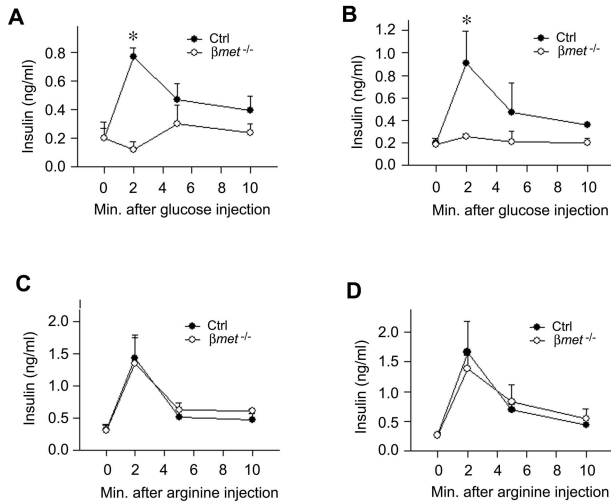 A
*
Ctrl
βmet -/-
Insulin (ng/ml)
0.8
0.6
0.4
0.2
0.0
0 2 4 6 8 10
Min. after glucose injection
B
*
Ctrl
βmet -/-
Insulin (ng/ml)
1.2
1.0
0.8
0.6
0.4
0.2
0.0
0 2 4 6 8 10
Min. after glucose injection
C
Ctrl
βmet -/-
Insulin (ng/ml)
2.0
1.5
1.0
0.5
0.0
0 2 4 6 8 10
Min. after arginine injection
D
Ctrl
βmet -/-
Insulin (ng/ml)
2.0
1.5
1.0
0.5
0.0
0 2 4 6 8 10
Min. after arginine injection